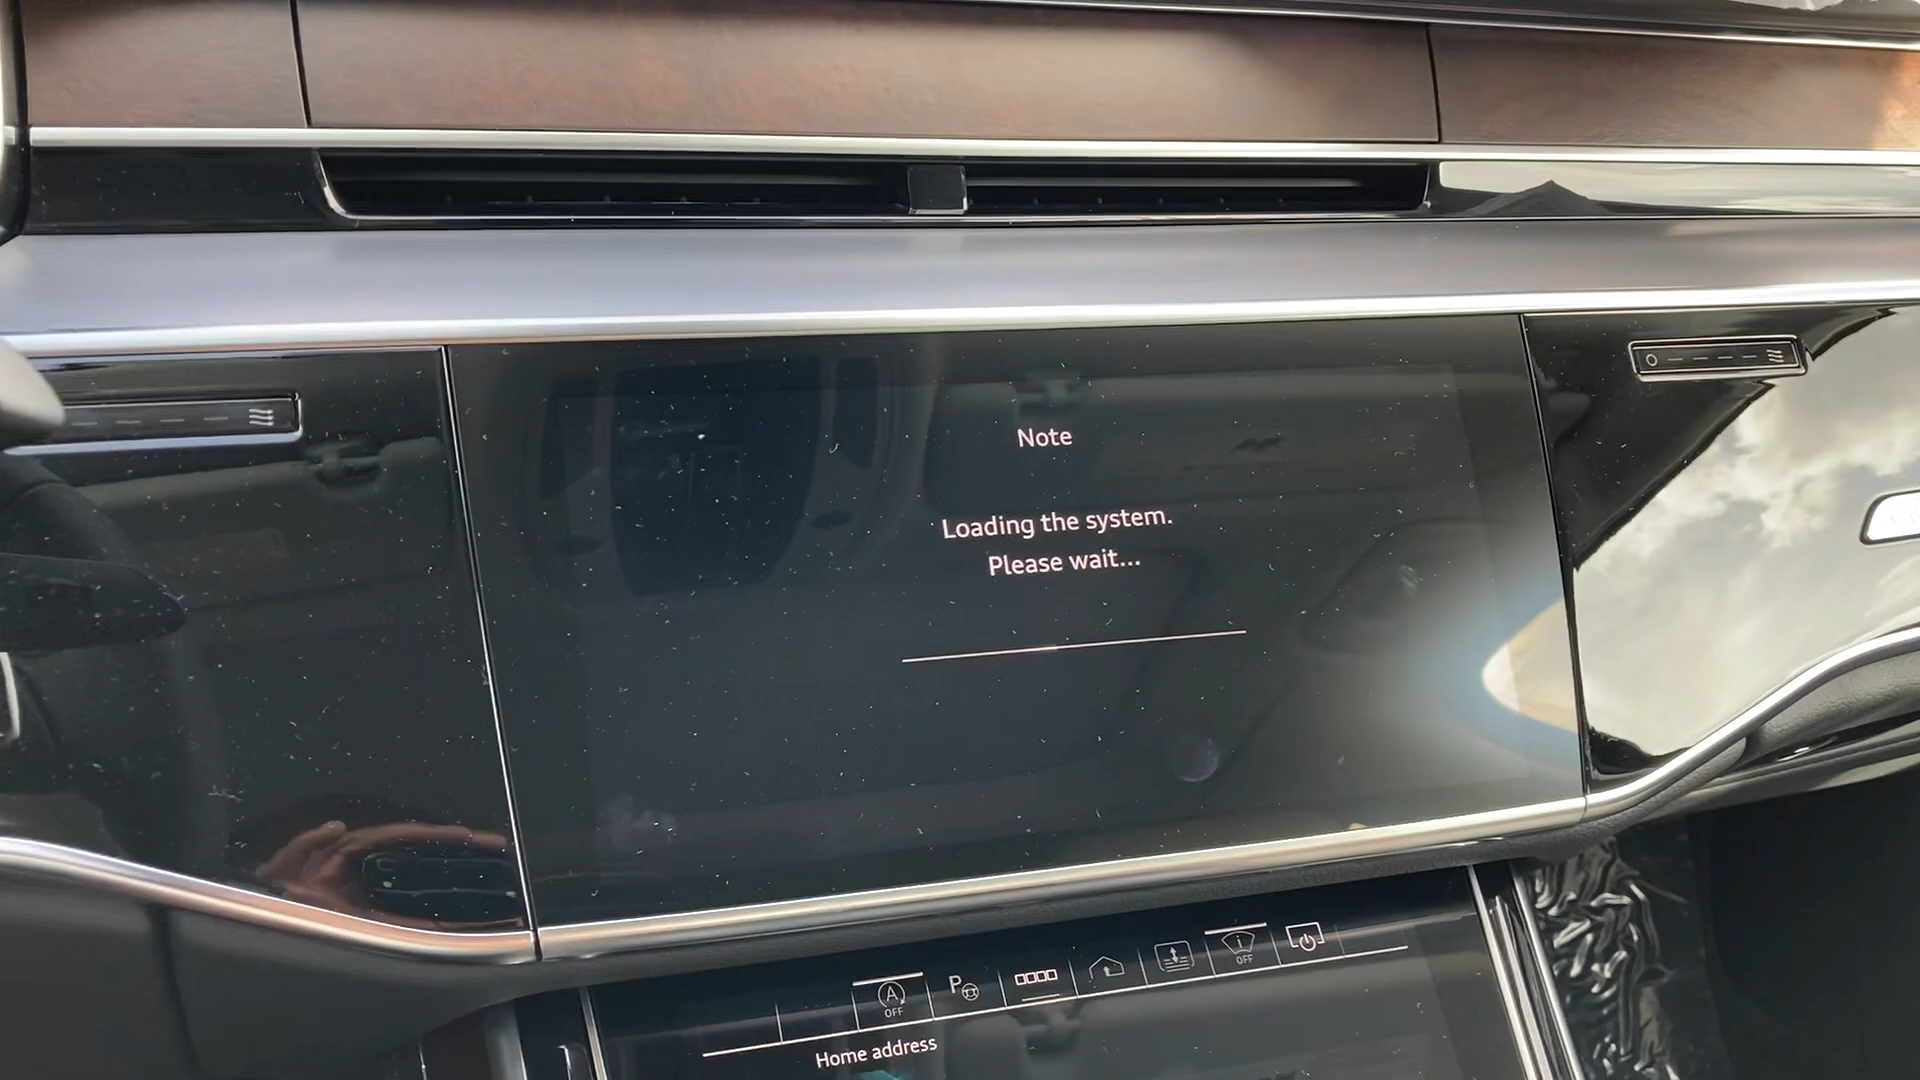 Note
Loading the system.
Please wait...
A
OFF
P
OFF
Home address